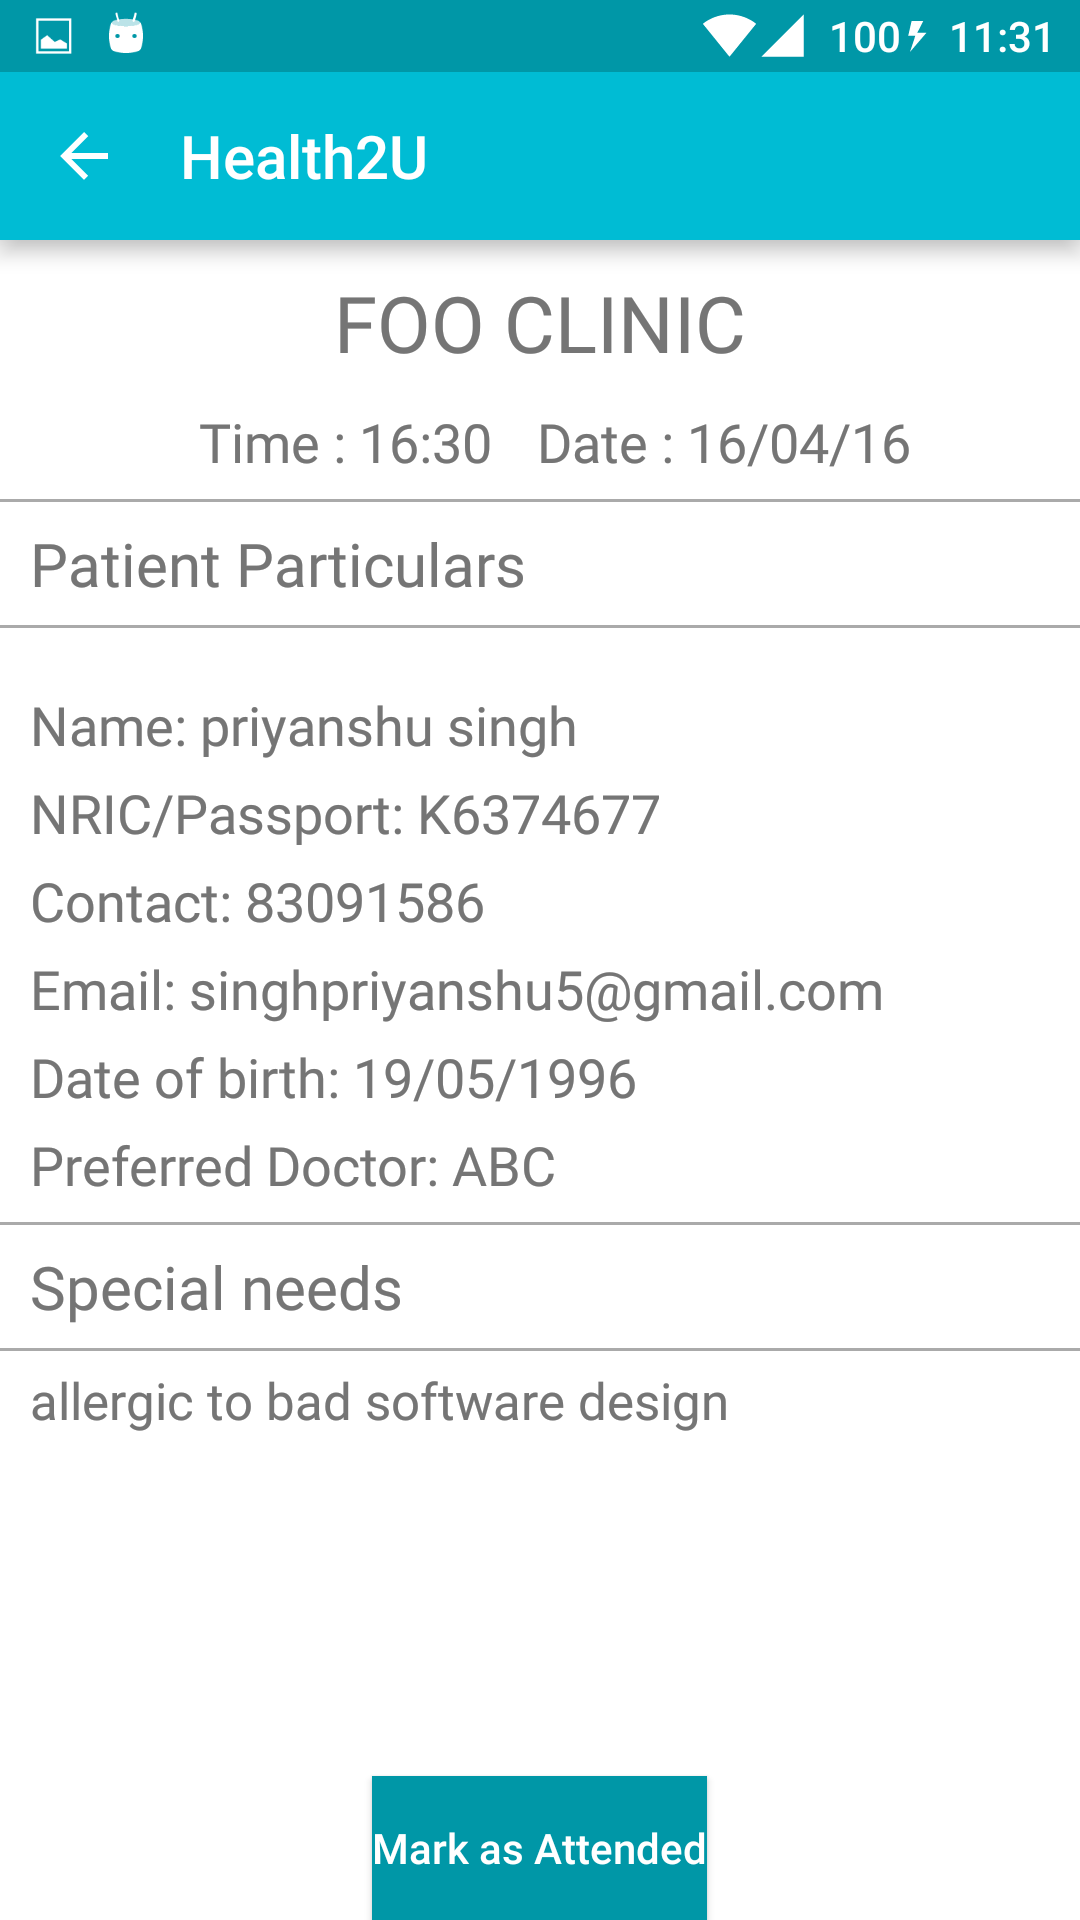 100 11:31
Health2U
FOO CLINIC
Time : 16:30 Date : 16/04/16
Patient Particulars
Name: priyanshu singh
NRIC/Passport: K6374677
Contact: 83091586
Email: singhpriyanshu5@gmail.com
Date of birth: 19/05/1996
Preferred Doctor: ABC
Special needs
allergic to bad software design
Mark as Attended